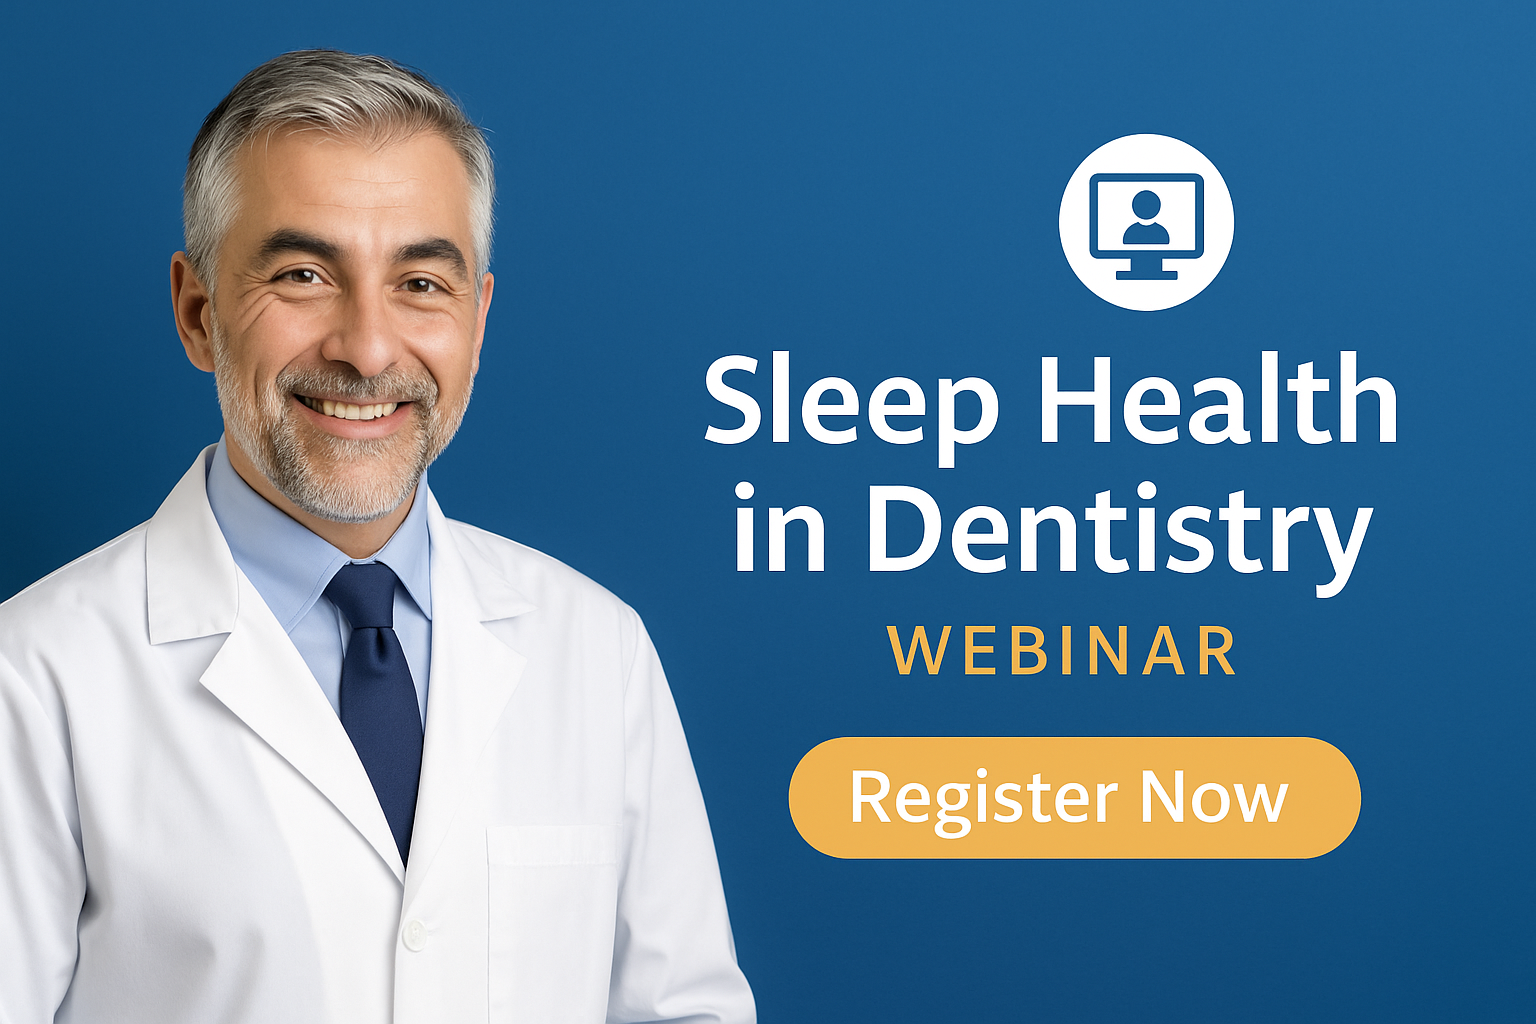 Sleep Health
in Dentistry
WEBINAR
Register Now